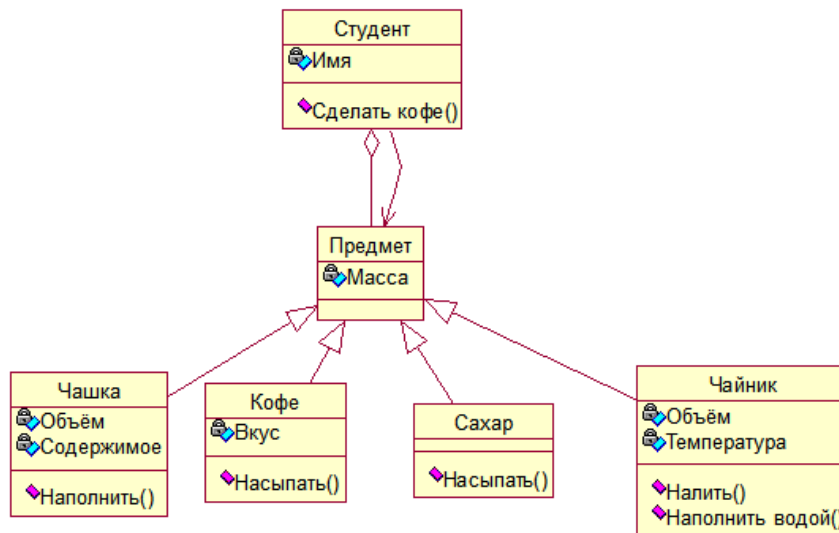 Студент
Имя
Сделать кофе()
Предмет
Масса
Чашка
Объём
Содержимое
Наполнить()
Кофе
Вкус
Насыпать()
Сахар
Насыпать()
Чайник
Объём
Температура
Налить()
Наполнить водой()